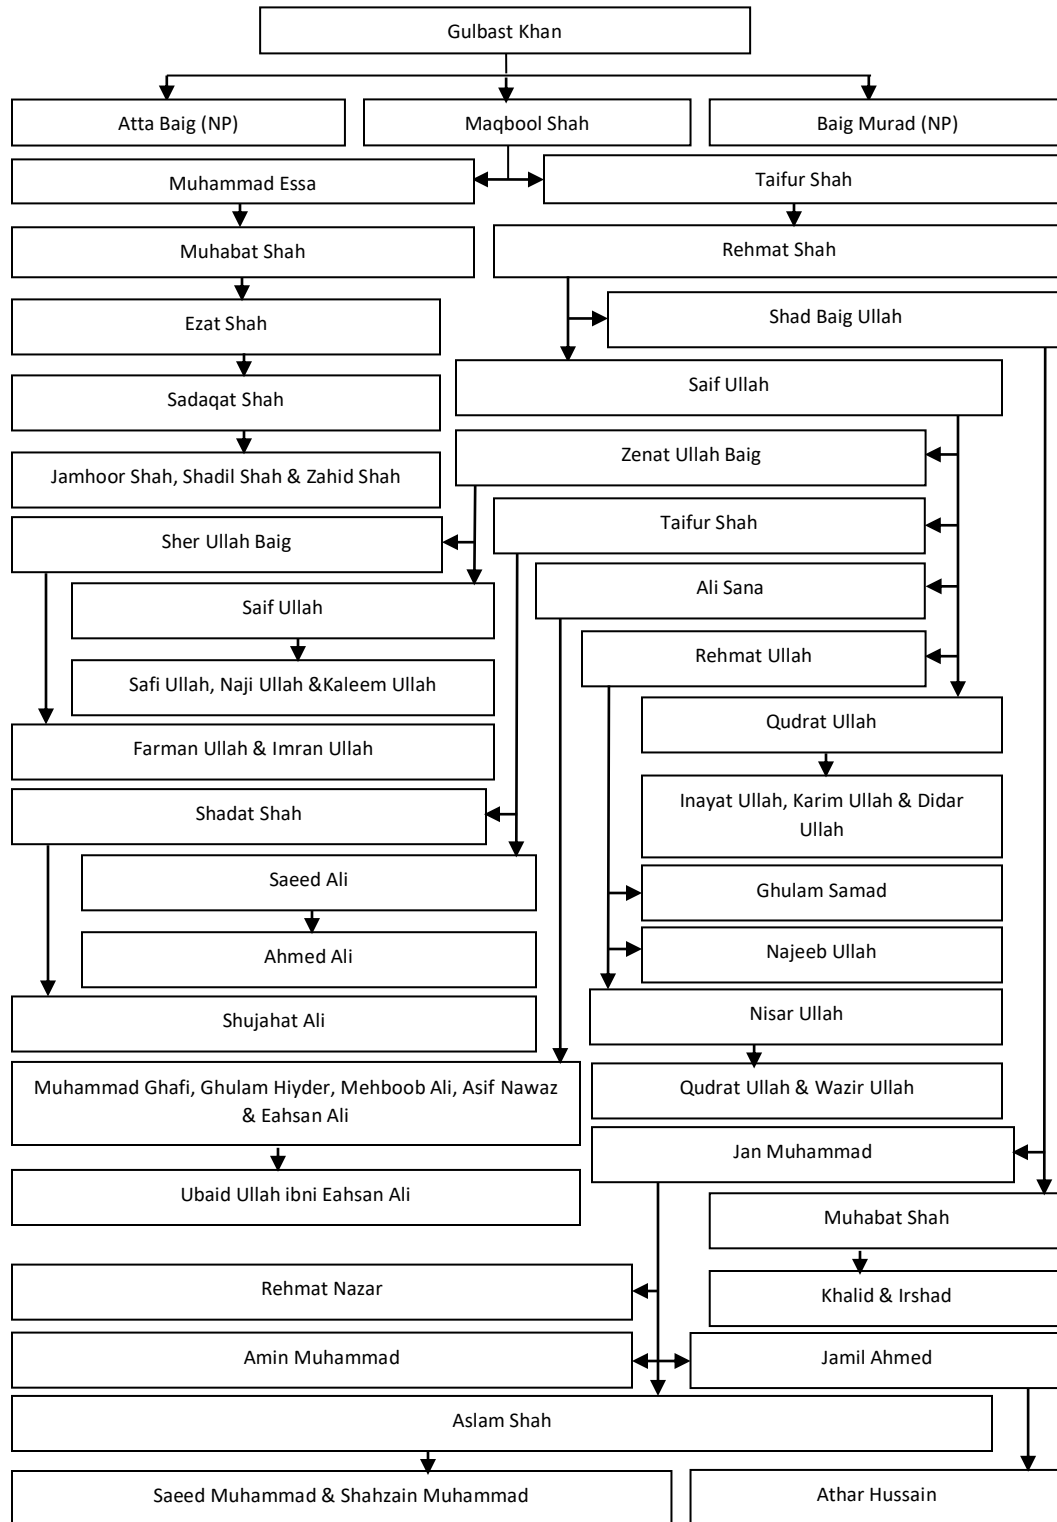 Gulbast Khan
Atta Baig (NP)
Maqbool Shah
Baig Murad (NP)
Muhammad Essa
Taifur Shah
Muhabat Shah
Rehmat Shah
Ezat Shah
Shad Baig Ullah
Saif Ullah
Sadaqat Shah
Zenat Ullah Baig
Jamhoor Shah, Shadil Shah & Zahid Shah
Taifur Shah
Sher Ullah Baig
Ali Sana
Saif Ullah
Rehmat Ullah
Safi Ullah, Naji Ullah &Kaleem Ullah
Qudrat Ullah
Farman Ullah & Imran Ullah
Inayat Ullah, Karim Ullah & Didar
Ullah
Shadat Shah
Saeed Ali
Ghulam Samad
Ahmed Ali
Najeeb Ullah
Shujahat Ali
Nisar Ullah
Muhammad Ghafi, Ghulam Hiyder, Mehboob Ali, Asif Nawaz
& Eahsan Ali
Qudrat Ullah & Wazir Ullah
Jan Muhammad
Ubaid Ullah ibni Eahsan Ali
Muhabat Shah
Rehmat Nazar
Khalid & Irshad
Amin Muhammad
Jamil Ahmed
Aslam Shah
Saeed Muhammad & Shahzain Muhammad
Athar Hussain